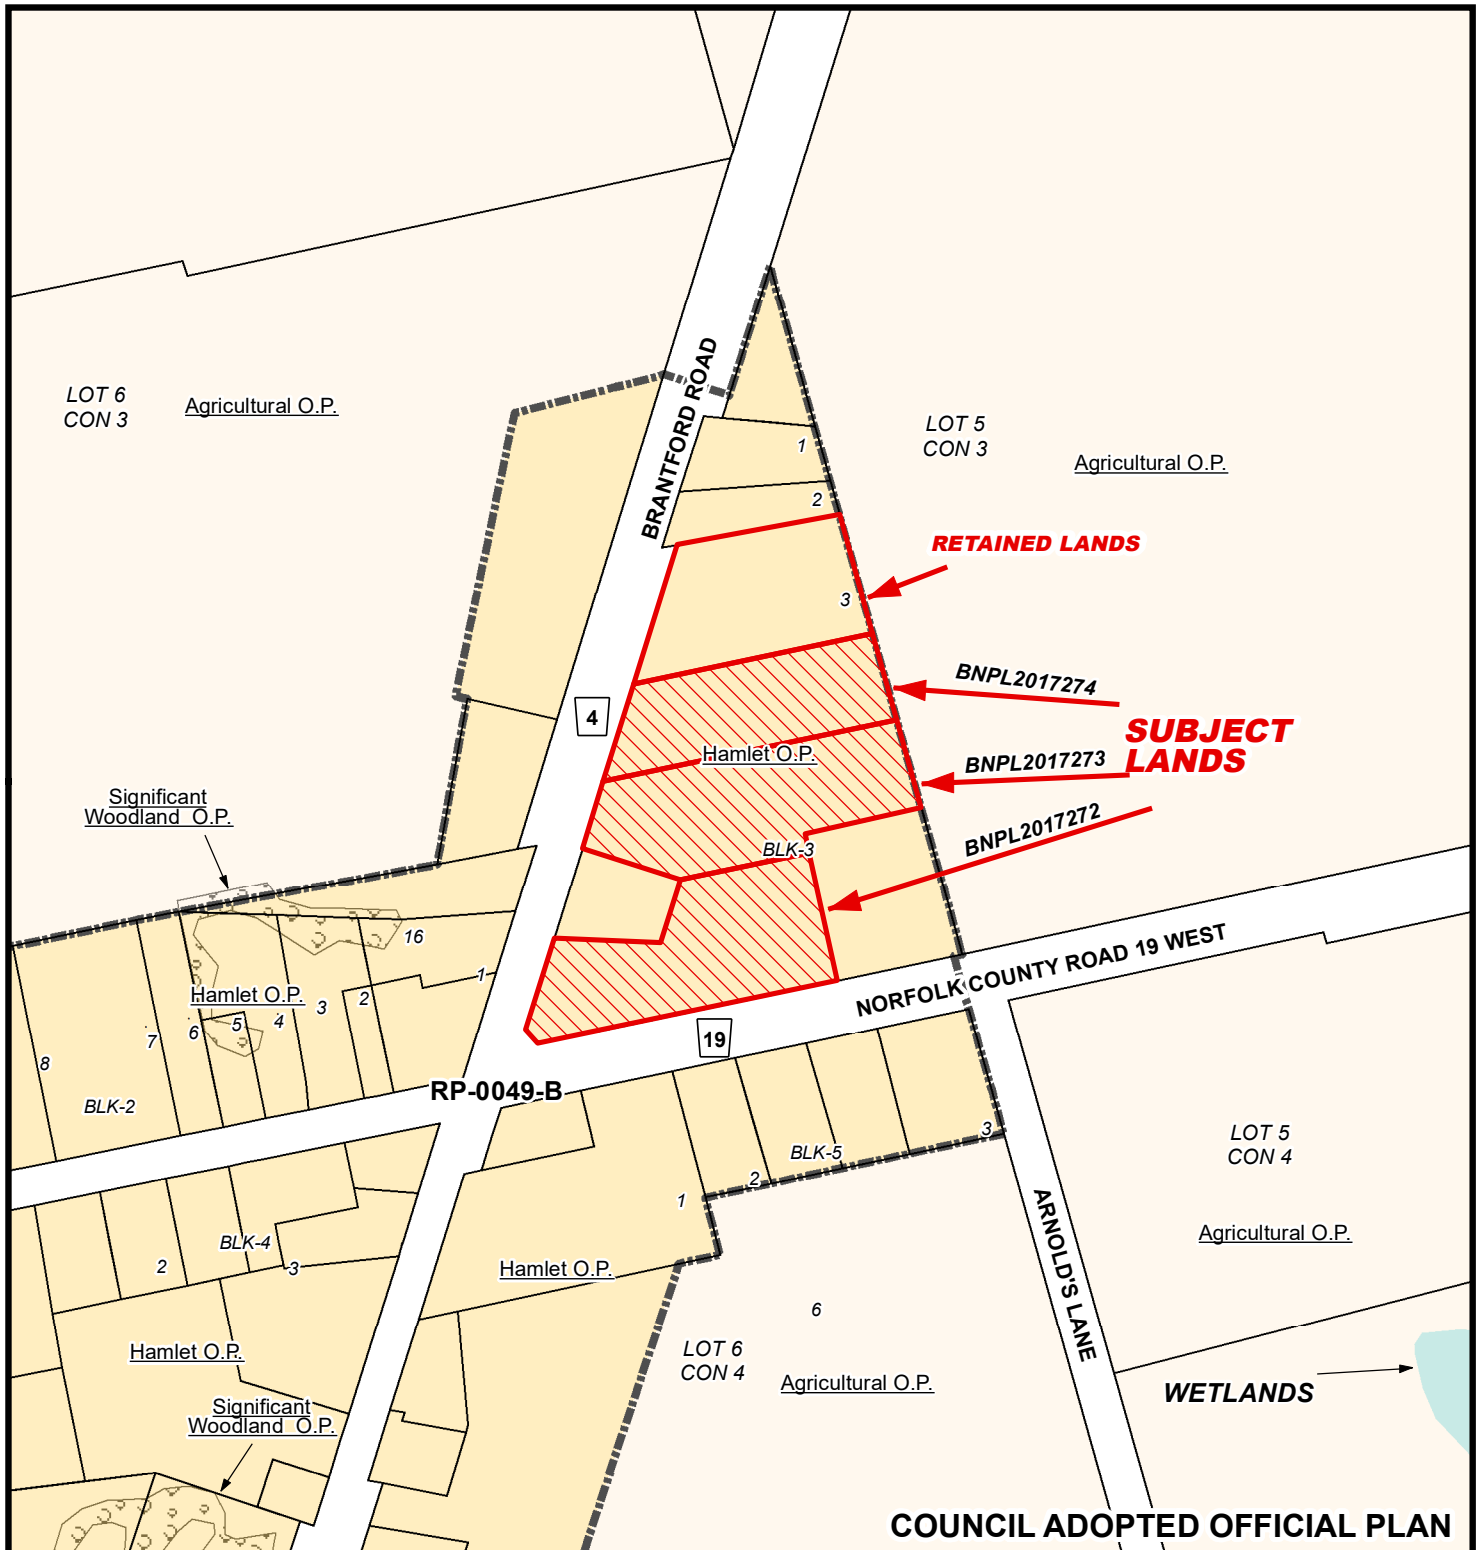 BRANTFORD ROAD
LOT 6
CON 3
Agricultural O.P.
LOT 5
CON 3
Agricultural O.P.
1
2
RETAINED LANDS
3
BNPL2017274
4
SUBJECT
LANDS
Hamlet O.P.
BNPL2017273
Significant
Woodland O.P.
BNPL2017272
BLK-3
16
NORFOLK COUNTY ROAD 19 WEST
1
Hamlet O.P.
2
3
4
5
6
7
8
19
RP-0049-B
BLK-2
3
BLK-5
2
1
LOT 5
CON 4
Agricultural O.P.
ARNOLD'S LANE
BLK-4
2
3
Hamlet O.P.
6
Hamlet O.P.
LOT 6
CON 4
Agricultural O.P.
WETLANDS
Significant
Woodland O.P.
COUNCIL ADOPTED OFFICIAL PLAN